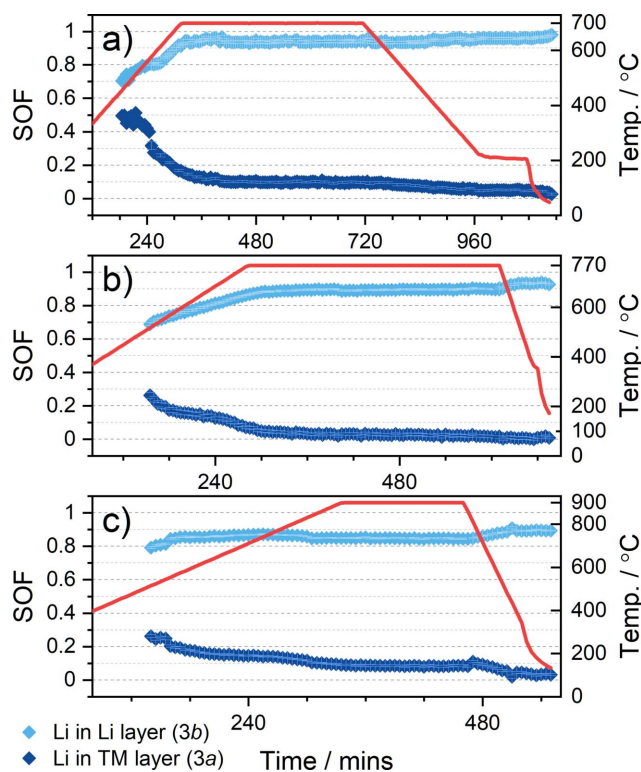 a)
SOF
1
0.8
0.6
0.4
0.2
0
700
600
400
200
0
Temp. / °C
240 480 720 960
b)
SOF
1
0.8
0.6
0.4
0.2
0
770
600
400
200
100
0
Temp. / °C
240 480
c)
SOF
1
0.8
0.6
0.4
0.2
0
900
800
600
400
200
0
Temp. / °C
240 480
Li in Li layer (3b)
Li in TM layer (3a)
Time / mins